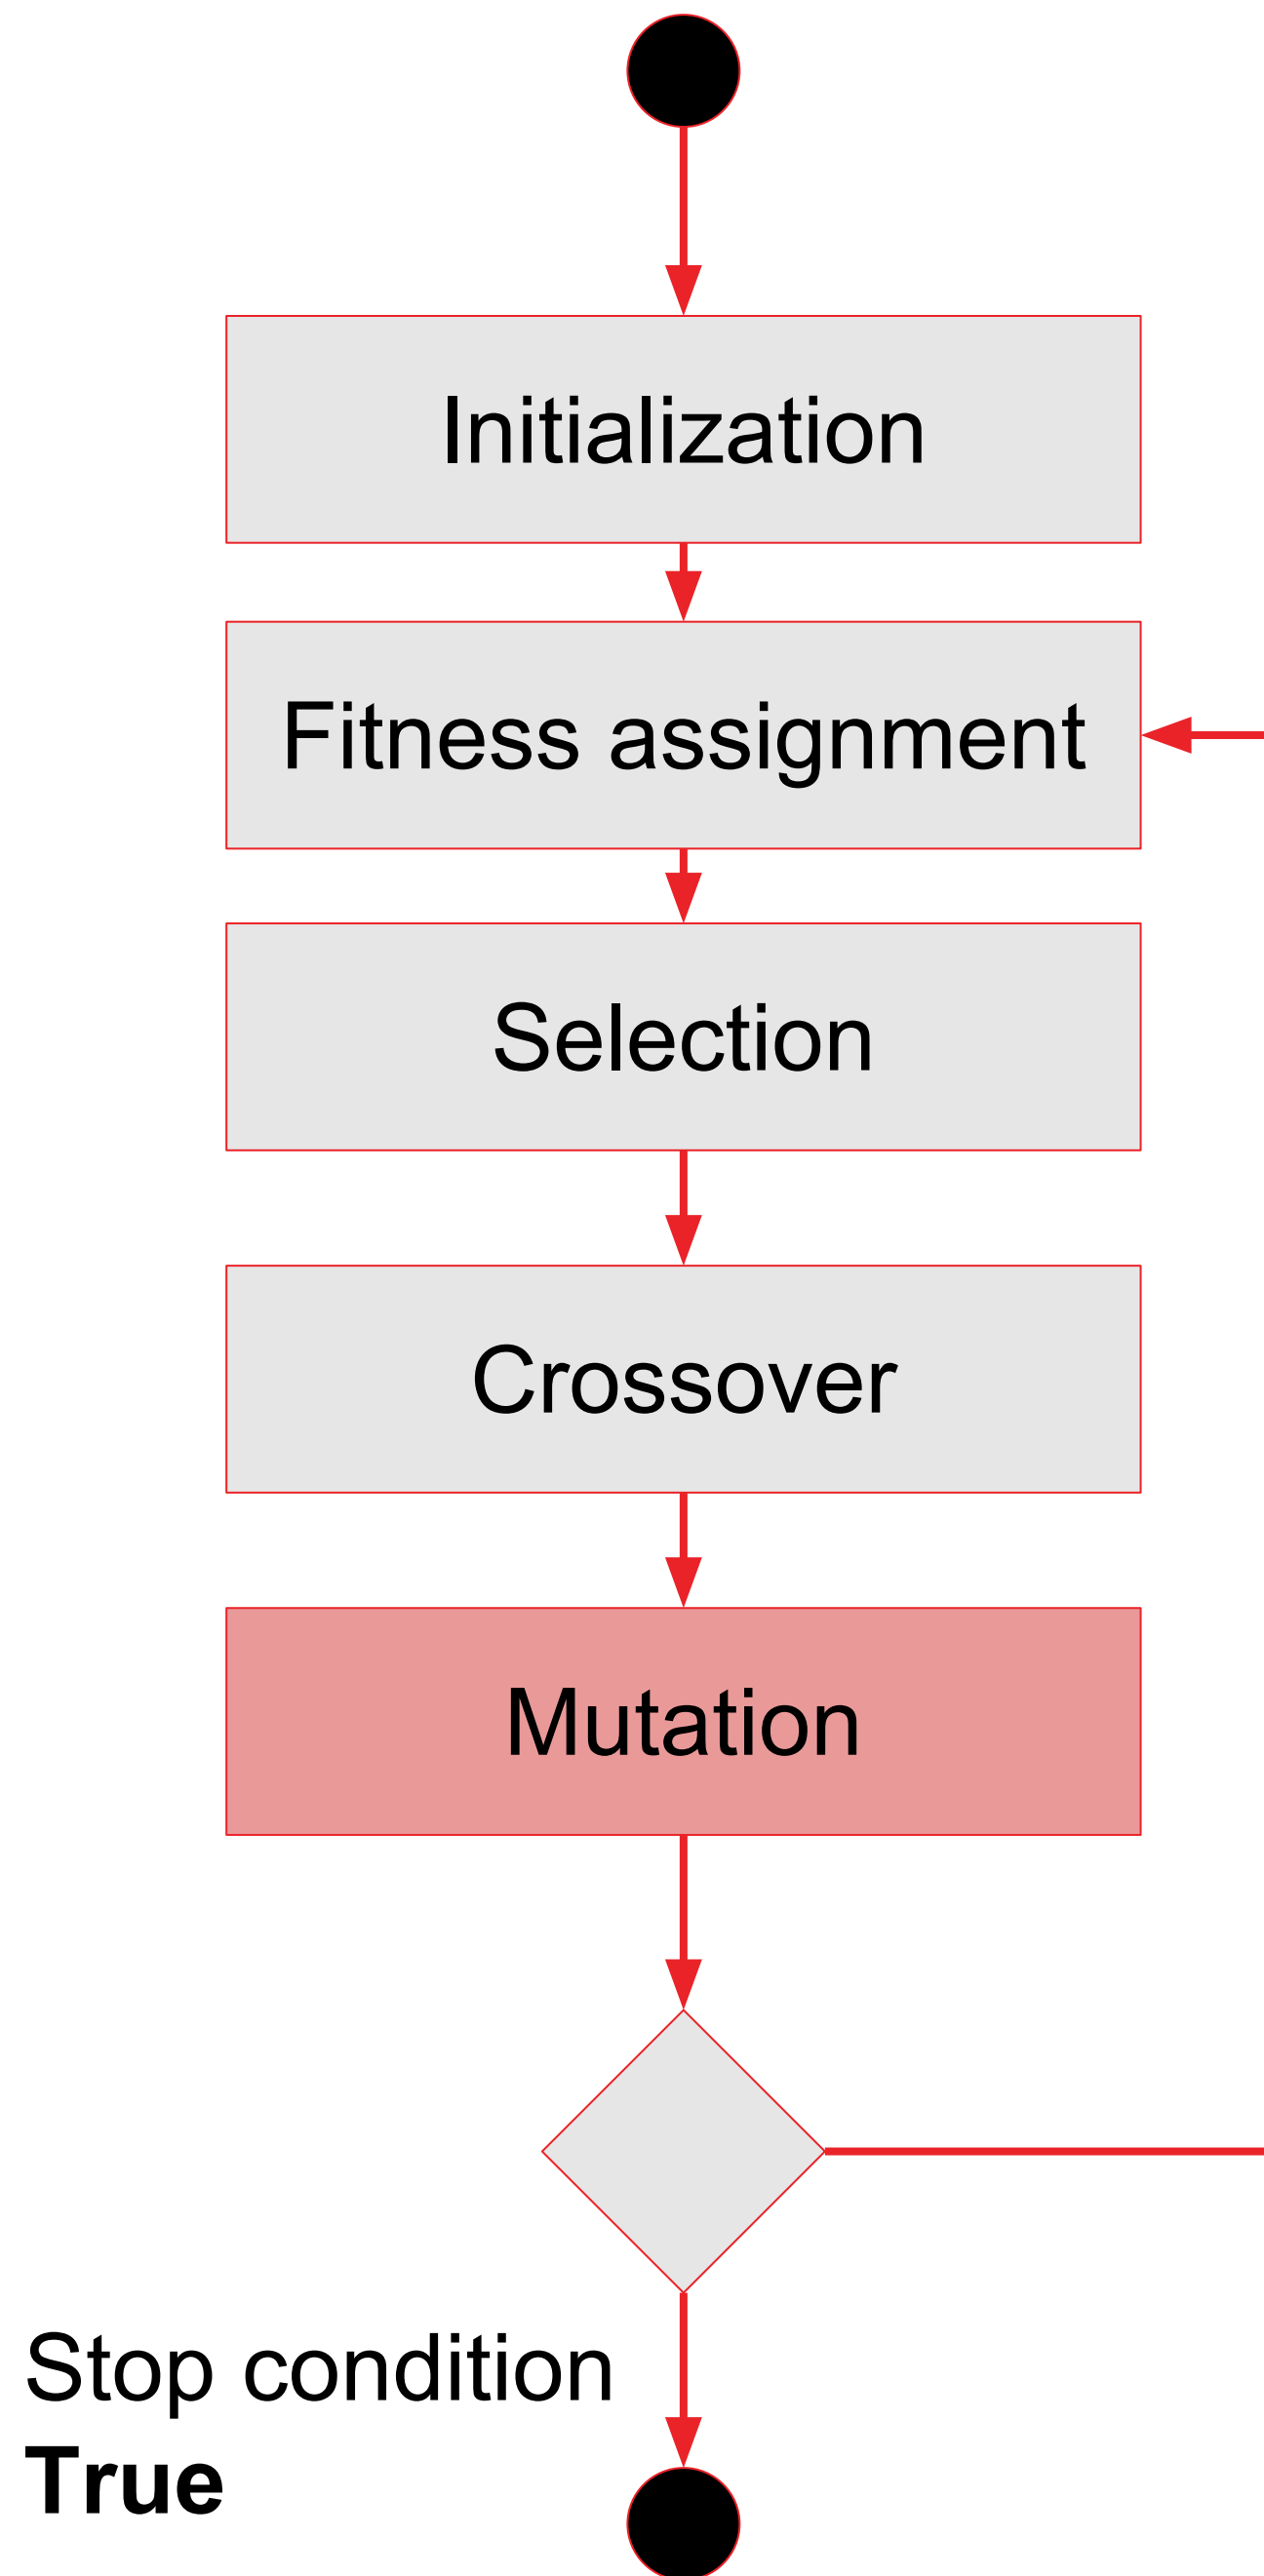 Initialization
Fitness assignment
Selection
Crossover
Mutation
Stop condition
True